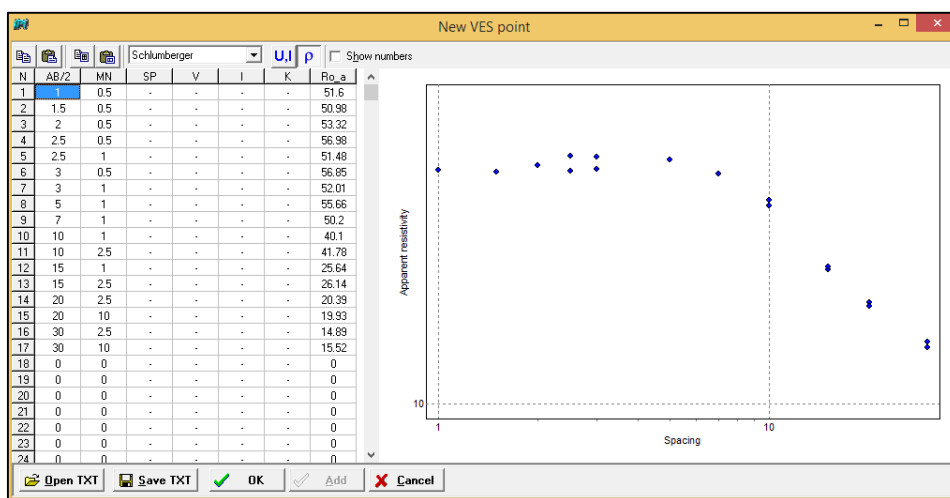 New VES point
Schlumberger U,I ρ Show numbers
N AB/2 MN SP V I K Ro_a
1 1 0.5 - - - - 51.6
2 1.5 0.5 - - - - 50.98
3 2 0.5 - - - - 53.32
4 2.5 0.5 - - - - 56.98
5 2.5 1 - - - - 51.48
6 3 0.5 - - - - 56.85
7 3 1 - - - - 52.01
8 5 1 - - - - 55.66
9 7 1 - - - - 50.2
10 10 1 - - - - 40.1
11 10 2.5 - - - - 41.78
12 15 1 - - - - 25.64
13 15 2.5 - - - - 26.14
14 20 2.5 - - - - 20.39
15 20 10 - - - - 19.93
16 30 2.5 - - - - 14.89
17 30 10 - - - - 15.52
18 0 0 - - - - 0
19 0 0 - - - - 0
20 0 0 - - - - 0
21 0 0 - - - - 0
22 0 0 - - - - 0
23 0 0 - - - - 0
24 0 0 - - - - 0
Apparent resistivity
10
1 10
Spacing
Open TXT Save TXT OK Add Cancel